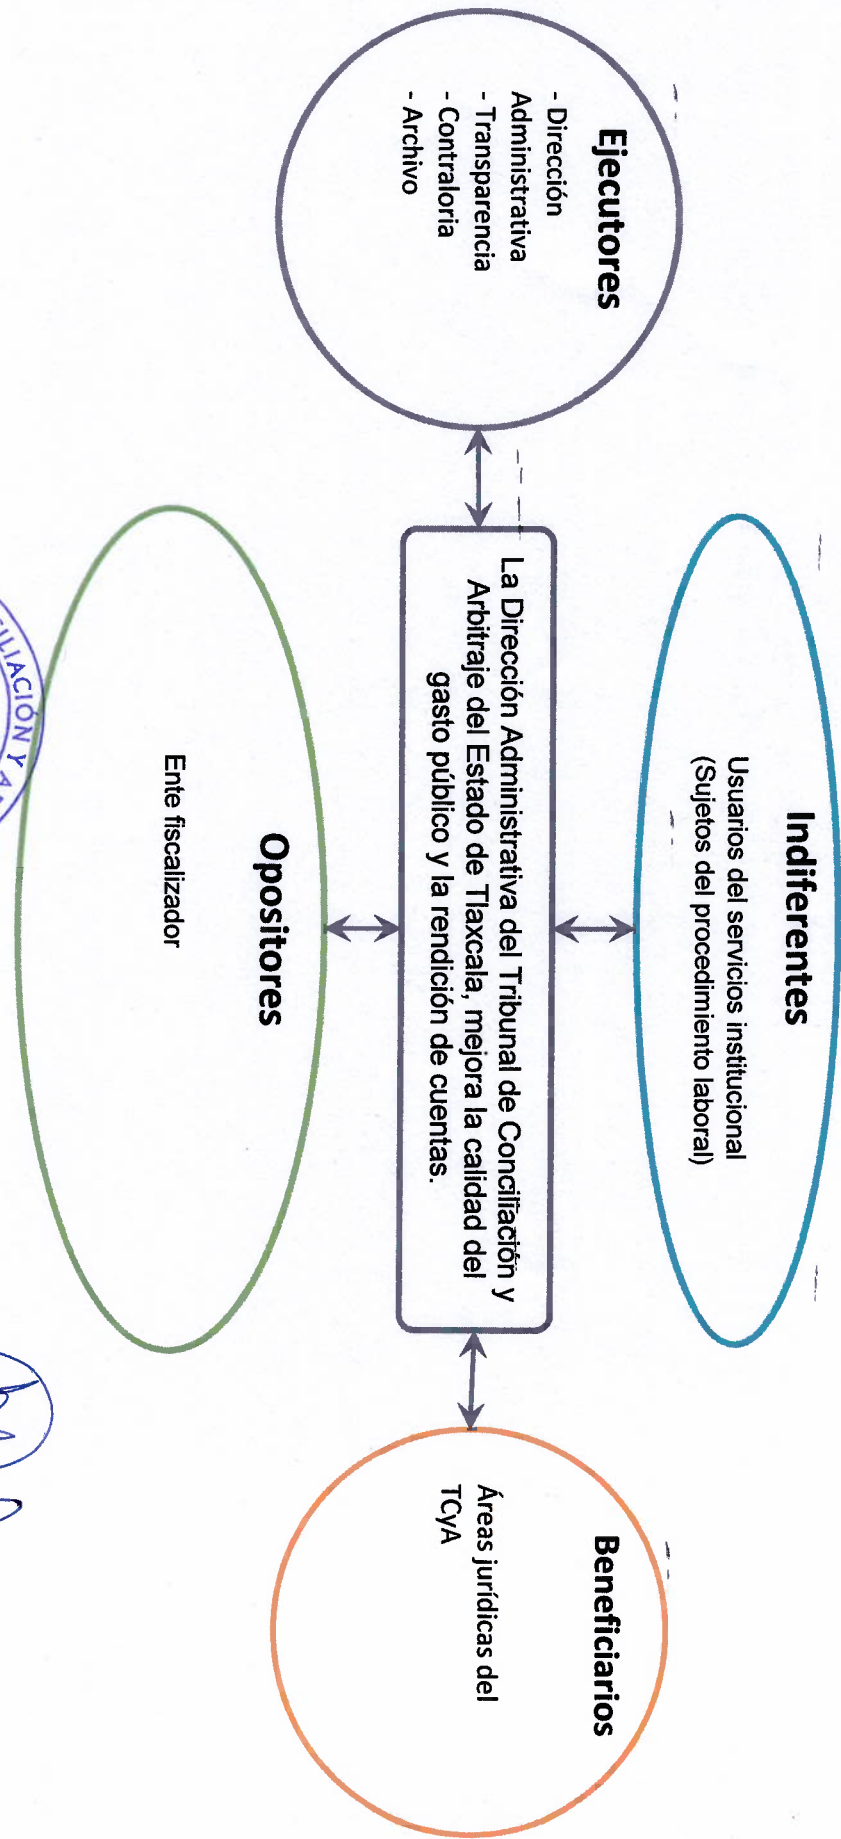 Indiferentes
Usuarios del servicios institucional
(Sujetos del procedimiento laboral)
Ejecutores
- Dirección
Administrativa
- Transparencia
- Contraloria
- Archivo
La Dirección Administrativa del Tribunal de Conciliación y
Arbitraje del Estado de Tlaxcala, mejora la calidad del
gasto público y la rendición de cuentas.
Beneficiarios
Áreas jurídicas del
TCyA
Opositores
Ente fiscalizador
ILIACIÓN Y